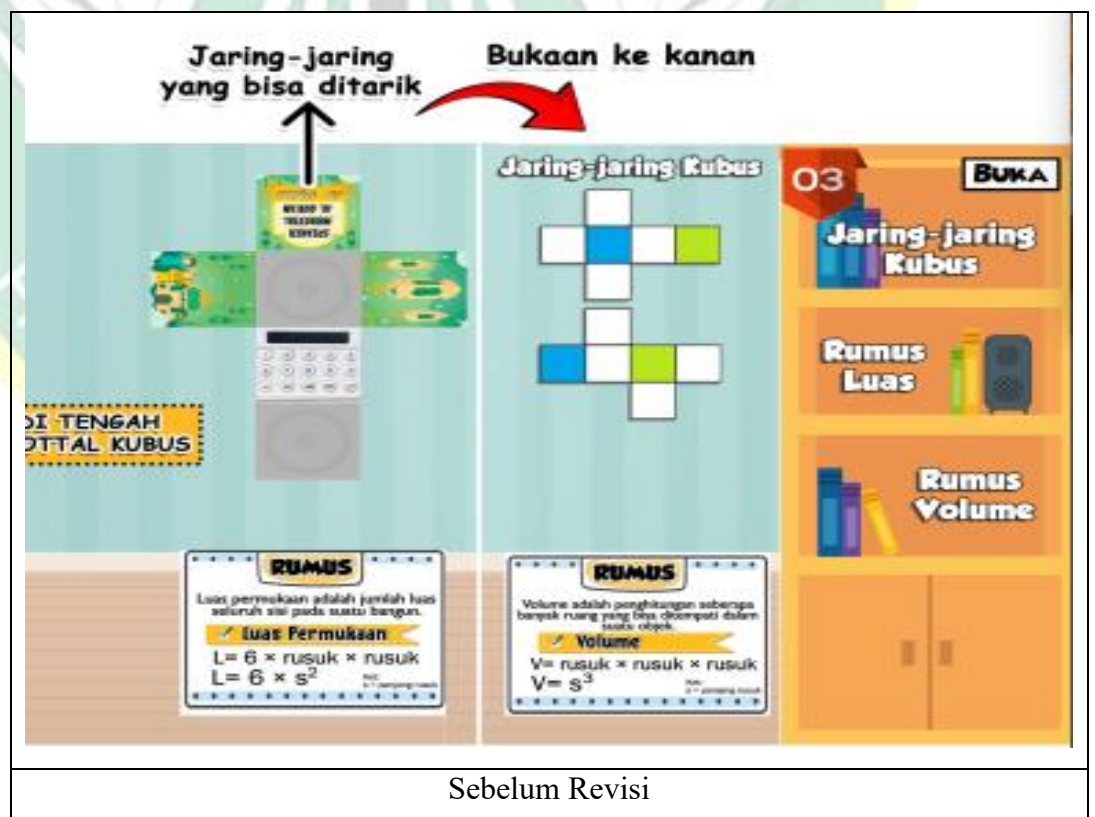 Jaring-jaring
yang bisa ditarik
Bukaan ke kanan
DI TENGAH
OTTAL KUBUS
Jaring-jaring Kubus
03
BUKA
Jaring-jaring
Kubus
Rumus
Luas
Rumus
Volume
RUMUS
Luas permukaan adalah jumlah luas
seluruh sisi pada suatu bangun.
Luas Permukaan
L= 6 × rusuk × rusuk
L= 6 × s²
RUMUS
Volume adalah penghitungan seberapa
banyak ruang yang bisa ditempati dalam
suatu objek.
Volume
V= rusuk × rusuk × rusuk
V= s³
Sebelum Revisi